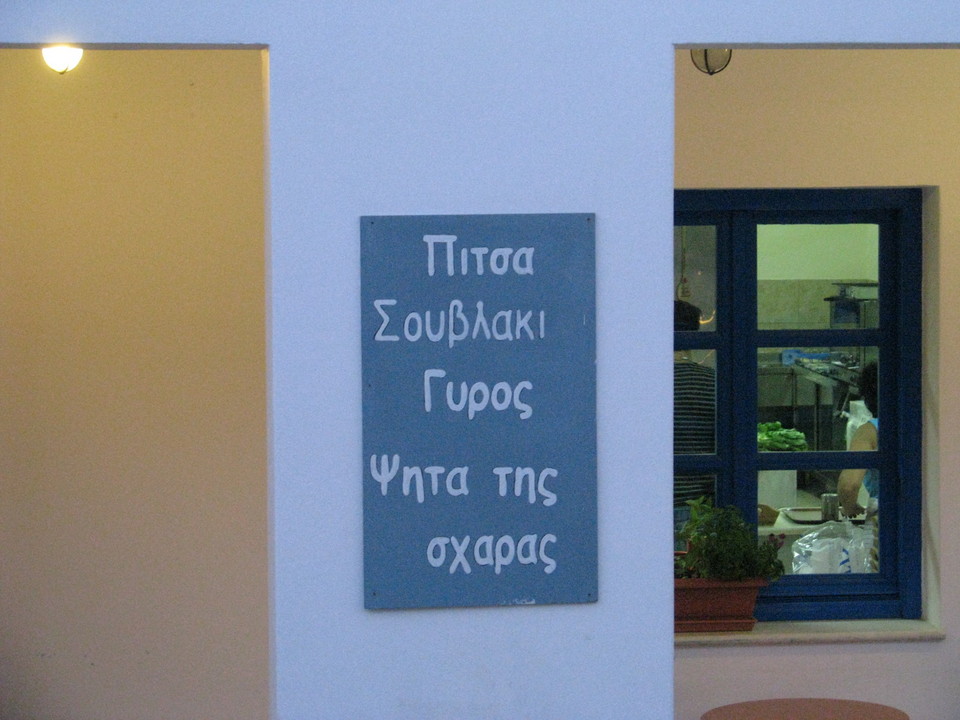 Πιτσα
Σουβλακι
Γυρος
Ψητα της
σχαρας